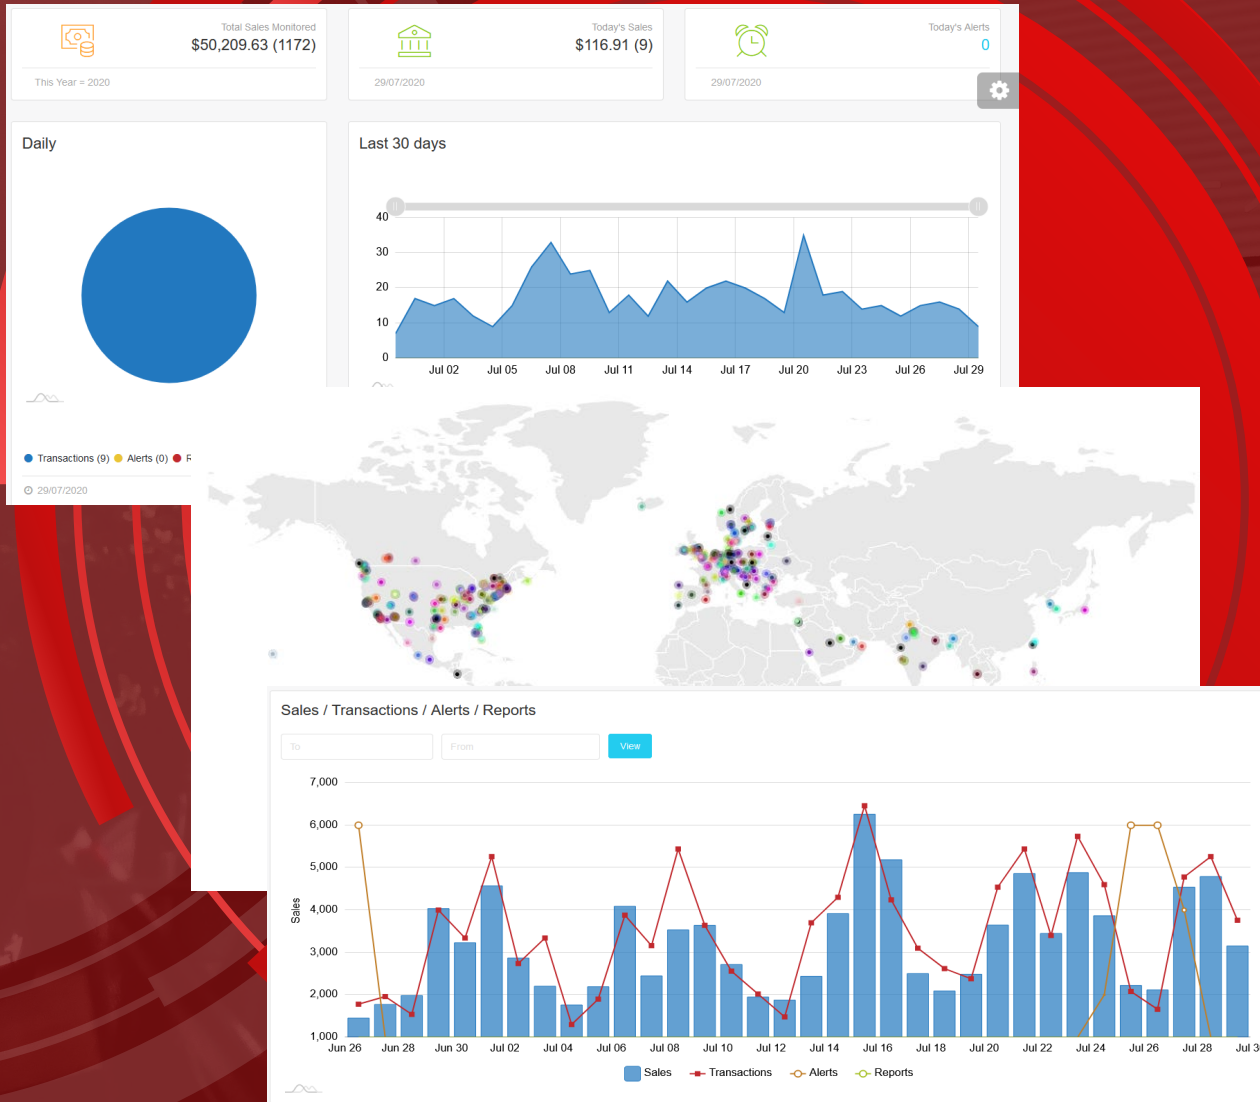 Total Sales Monitored
$50,209.63 (1172)
This Year = 2020
Today's Sales
$116.91 (9)
29/07/2020
Today's Alerts
0
29/07/2020
Daily
Transactions (9) Alerts (0) R
29/07/2020
Last 30 days
40
30
20
10
0
Jul 02 Jul 05 Jul 08 Jul 11 Jul 14 Jul 17 Jul 20 Jul 23 Jul 26 Jul 29
Sales / Transactions / Alerts / Reports
To From View
7,000
6,000
5,000
4,000
3,000
2,000
1,000
Sales
Jun 26 Jun 28 Jun 30 Jul 02 Jul 04 Jul 06 Jul 08 Jul 10 Jul 12 Jul 14 Jul 16 Jul 18 Jul 20 Jul 22 Jul 24 Jul 26 Jul 28 Jul 3
Sales Transactions Alerts Reports